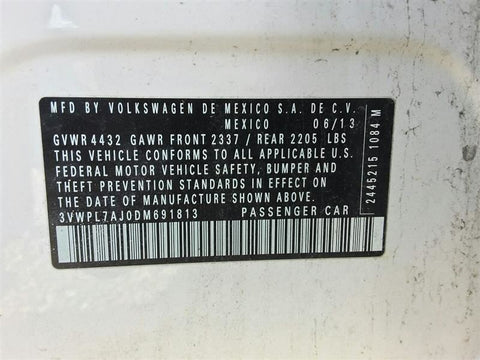 MFD BY VOLKSWAGEN DE MEXICO S.A. DE C.V.
MEXICO 06/13
GVWR 4432 GAWR FRONT 2337 / REAR 2205 LBS
THIS VEHICLE CONFORMS TO ALL APPLICABLE U.S.
FEDERAL MOTOR VEHICLE SAFETY, BUMPER AND
THEFT PREVENTION STANDARDS IN EFFECT ON
THE DATE OF MANUFACTURE SHOWN ABOVE.
3VWPL7AJ0DM691813 PASSENGER CAR
2445215 1084 M